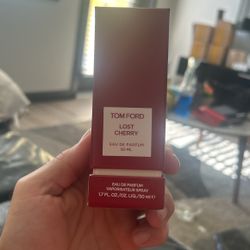 TOM FORD
LOST
CHERRY
EAU DE PARFUM
50 ML
EAU DE PARFUM
VAPORISATEUR SPRAY
1.7 FL. OZ./OZ. LIQ./50 ML ℮